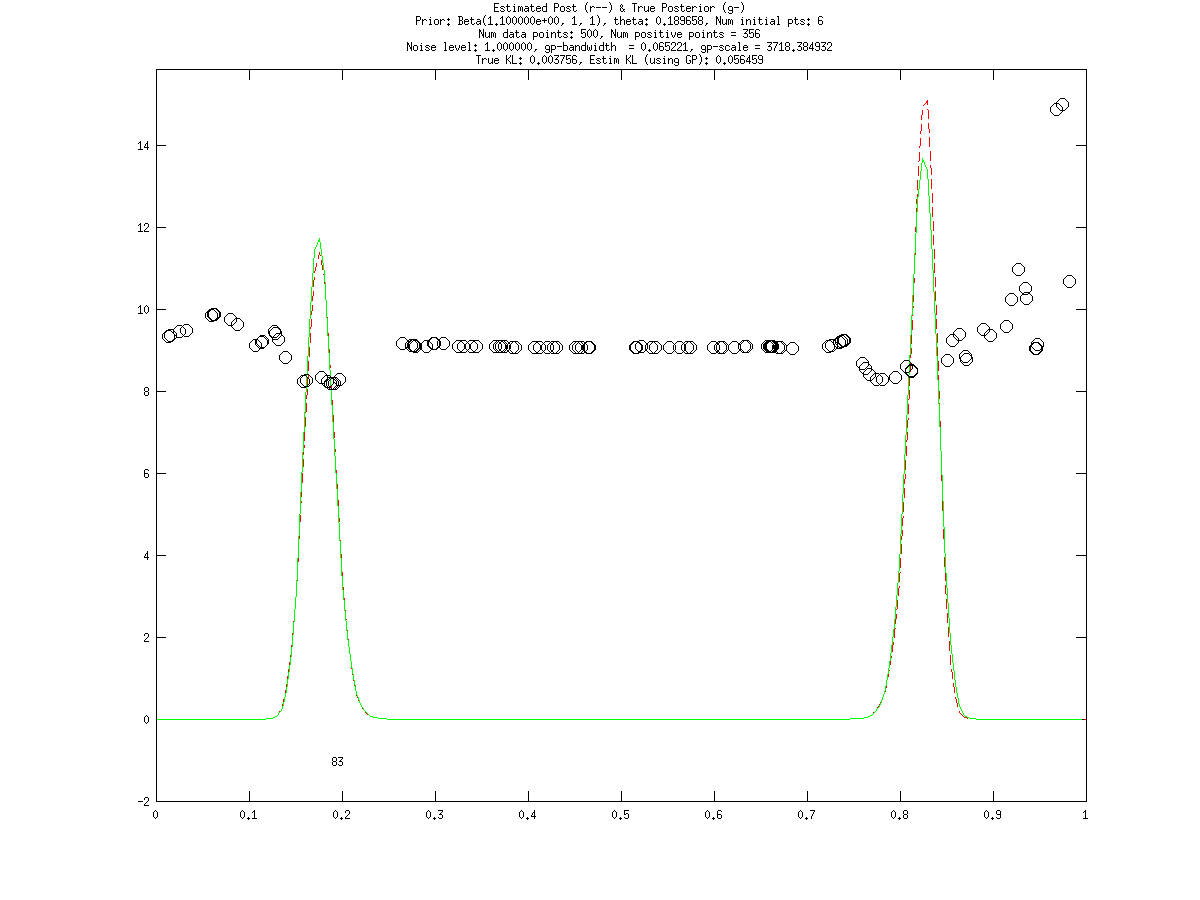 Estimated Post (r--) & True Posterior (g-)
Prior: Beta(1.100000e+00, 1, 1), theta: 0.189658, Num initial pts: 6
Num data points: 500, Num positive points = 356
Noise level: 1.000000, gp-bandwidth  = 0.065221, gp-scale = 3718.384932
True KL: 0.003756, Estim KL (using GP): 0.056459
14
12
10
8
6
4
2
0
83
-2
0 0.1 0.2 0.3 0.4 0.5 0.6 0.7 0.8 0.9 1